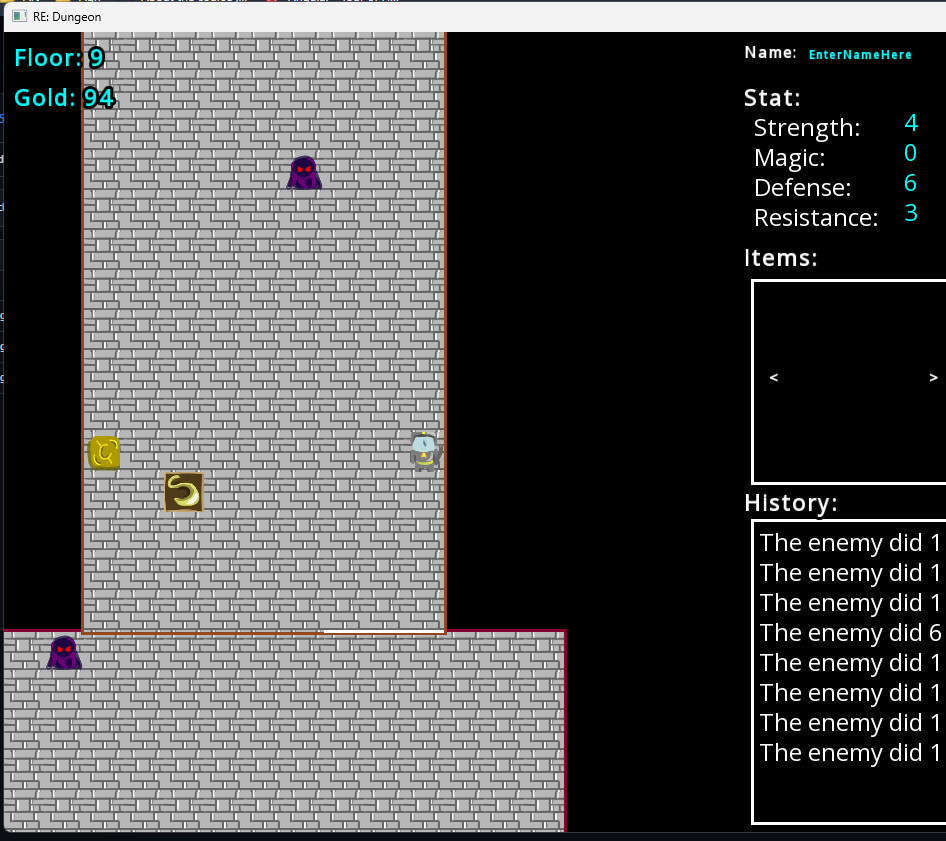 RE: Dungeon
Floor: 9
Gold: 94
Name: EnterNameHere
Stat:
Strength: 4
Magic: 0
Defense: 6
Resistance: 3
Items:
< >
History:
The enemy did 1
The enemy did 1
The enemy did 1
The enemy did 6
The enemy did 1
The enemy did 1
The enemy did 1
The enemy did 1